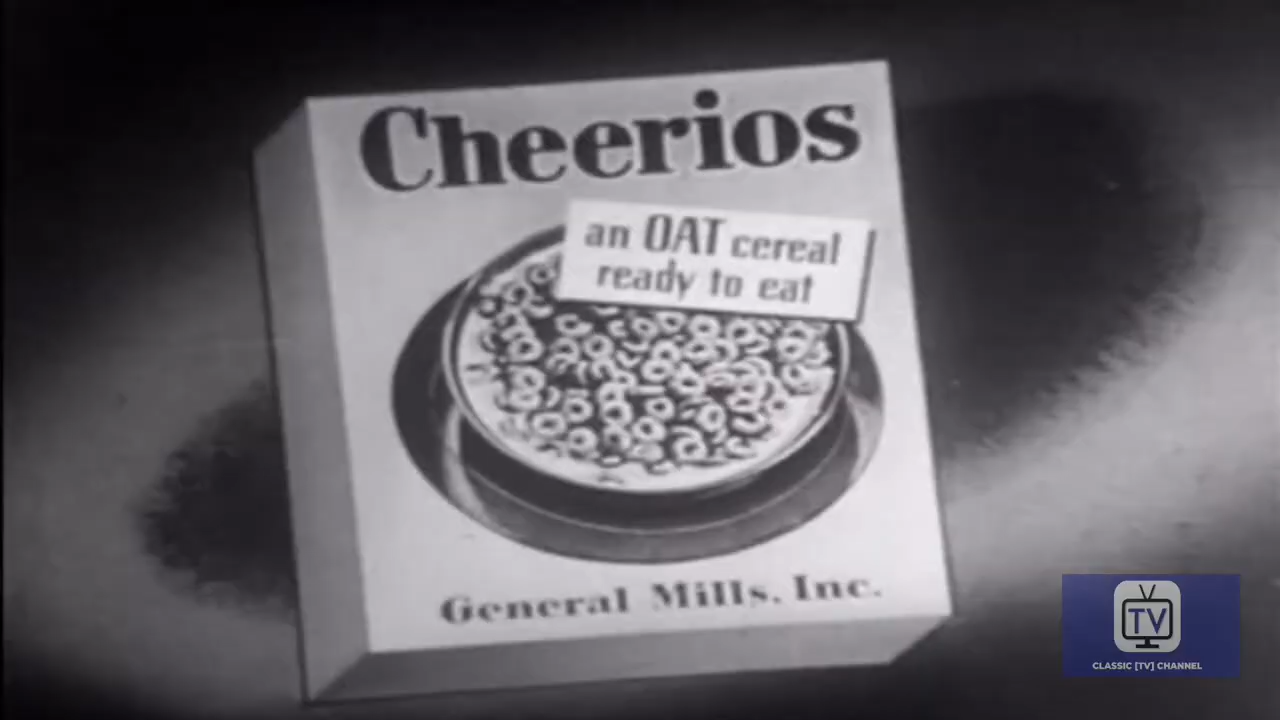 Cheerios
an OAT cereal
ready to eat
General Mills, Inc.
TV
CLASSIC [TV] CHANNEL